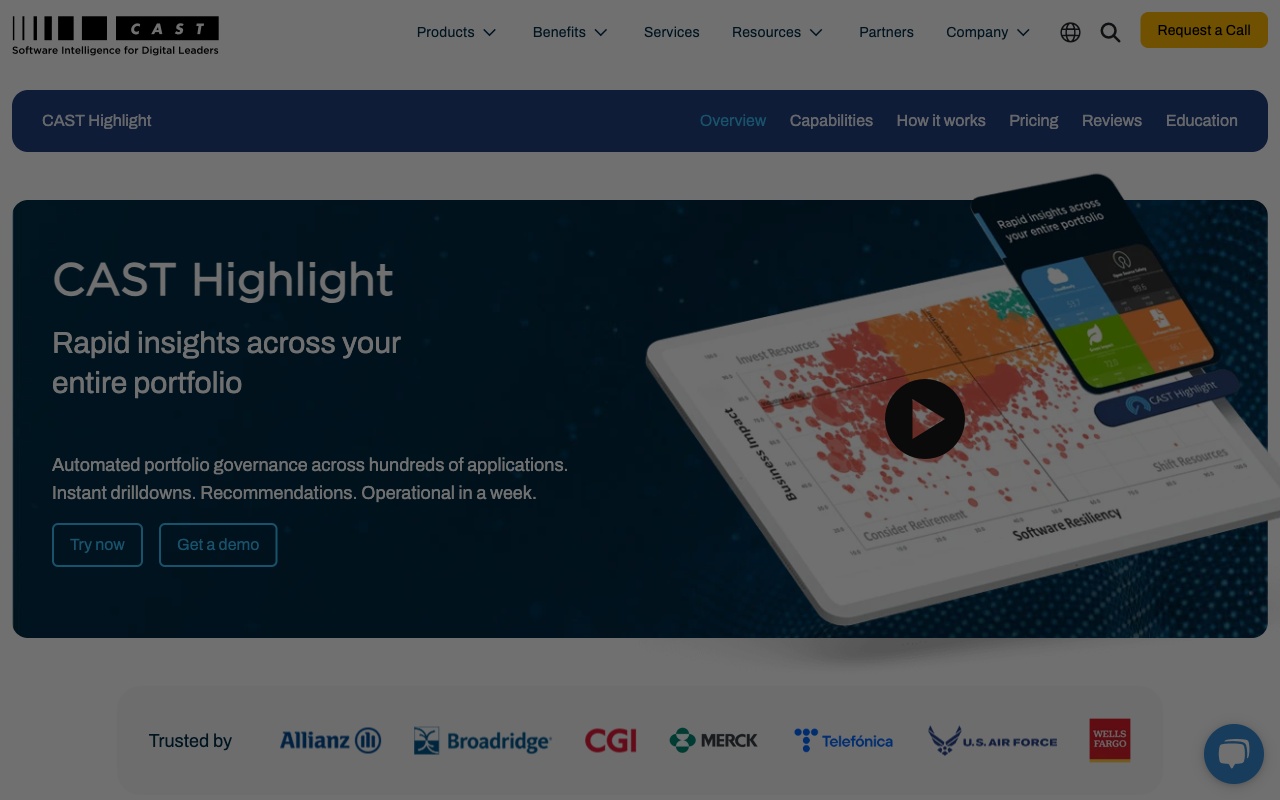 CAST
Software Intelligence for Digital Leaders
Products
Benefits
Services
Resources
Partners
Company
Request a Call
CAST Highlight
Overview
Capabilities
How it works
Pricing
Reviews
Education
CAST Highlight
Rapid insights across your
entire portfolio
Automated portfolio governance across hundreds of applications.
Instant drilldowns. Recommendations. Operational in a week.
Try now
Get a demo
Rapid insights across
your entire portfolio
Invest Resources
Business Impact
CAST Highlight
Shift Resources
Consider Retirement
Software Resiliency
Trusted by
Allianz
Broadridge
CGI
MERCK
Telefónica
U.S. AIR FORCE
WELLS
FARGO